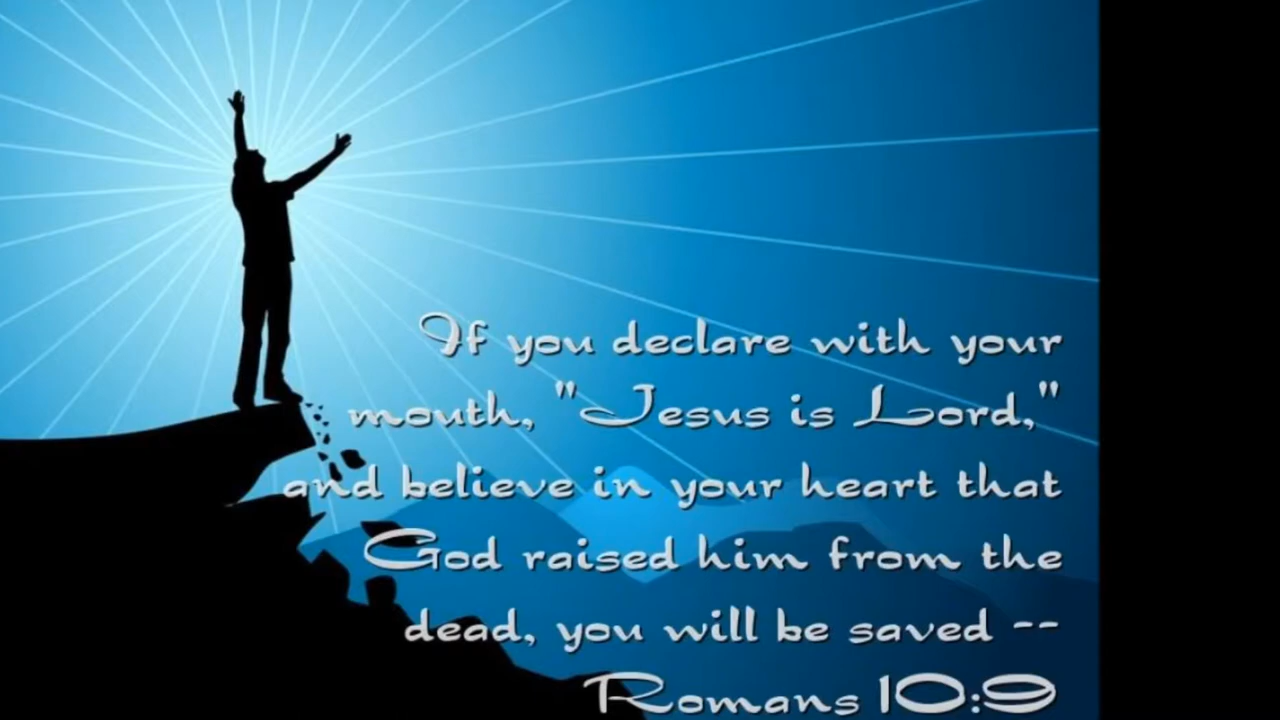 If you declare with your
mouth, "Jesus is Lord,"
and believe in your heart that
God raised him from the
dead, you will be saved --
Romans 10:9